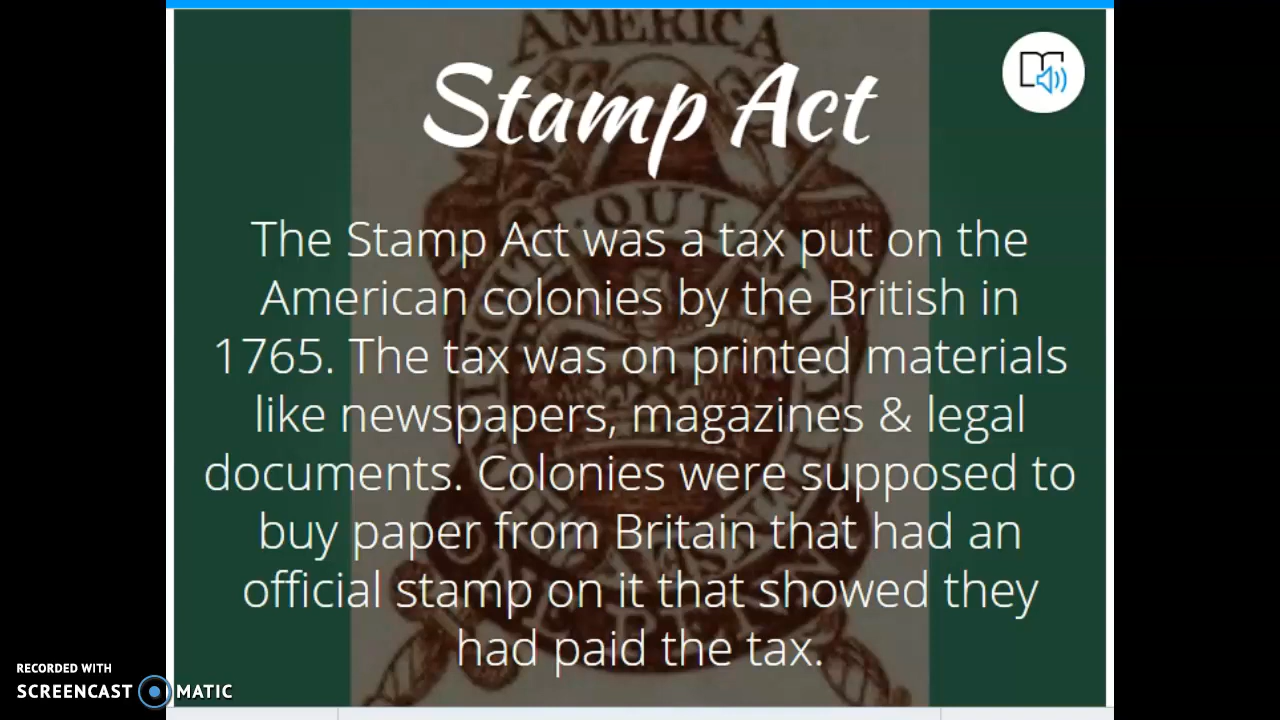 AMERICA
Stamp Act
The Stamp Act was a tax put on the
American colonies by the British in
1765. The tax was on printed materials
like newspapers, magazines & legal
documents. Colonies were supposed to
buy paper from Britain that had an
official stamp on it that showed they
had paid the tax.
RECORDED WITH
SCREENCAST MATIC